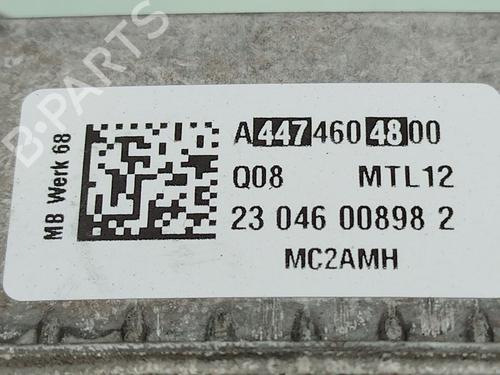 B-PARTS
MB Werk 68
A 447 460 48 00
Q08 MTL12
23 046 00898 2
MC2AMH